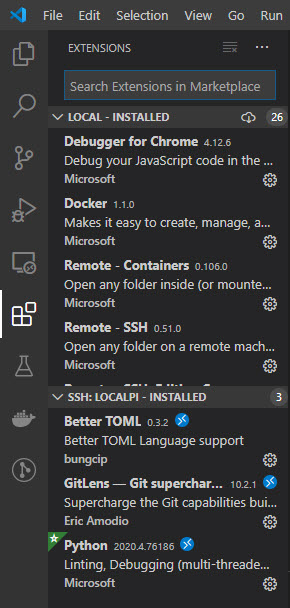 File Edit View Go Run
EXTENSIONS
Search Extensions in Marketplace
LOCAL - INSTALLED 26
Debugger for Chrome 4.12.6
Debug your JavaScript code in the ...
Microsoft
Docker 1.1.0
Makes it easy to create, manage, a...
Microsoft
Remote - Containers 0.106.0
Open any folder inside (or mounte...
Microsoft
Remote - SSH 0.51.0
Open any folder on a remote mach...
Microsoft
SSH: LOCALPI - INSTALLED 3
Better TOML 0.3.2
Better TOML Language support
bungcip
GitLens — Git superchar... 10.2.1
Supercharge the Git capabilities bui...
Eric Amodio
Python 2020.4.76186
Linting, Debugging (multi-threade...
Microsoft